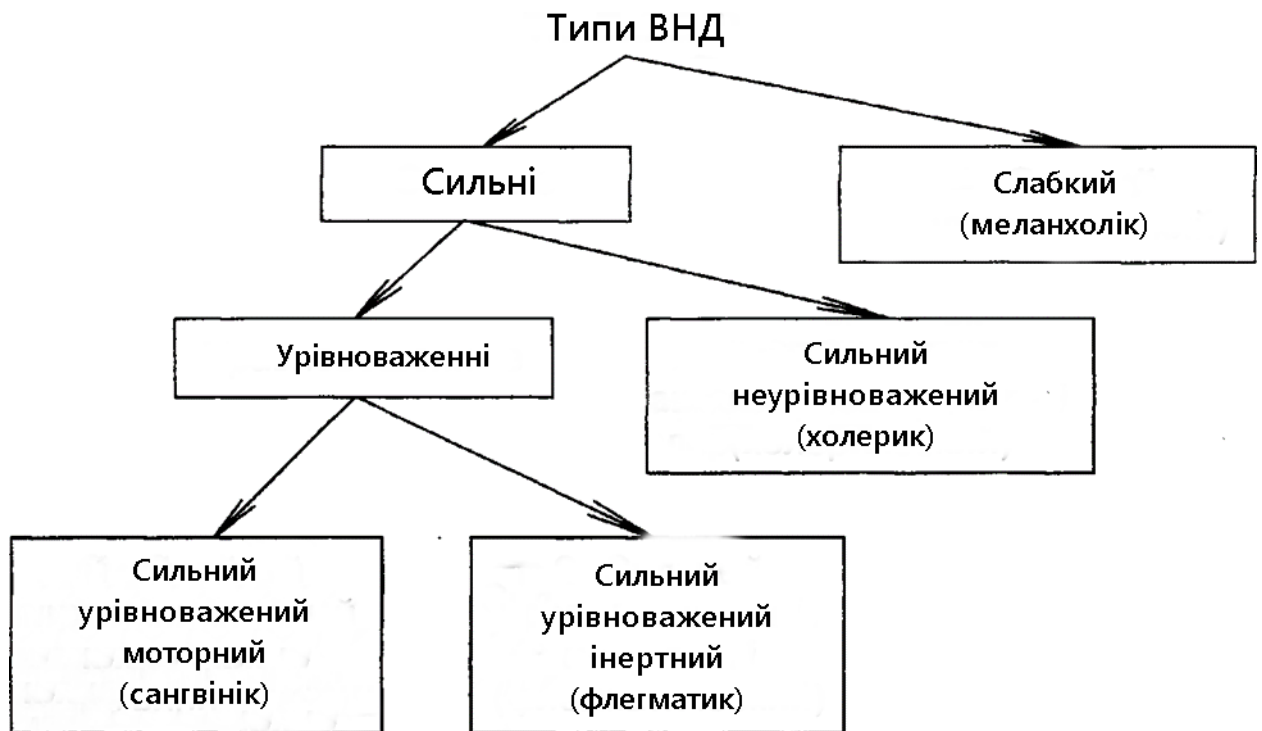 Типи ВНД
Сильні
Слабкий
(меланхолік)
Урівноваженні
Сильний
неурівноважений
(холерик)
Сильний
урівноважений
моторний
(сангвінік)
Сильний
урівноважений
інертний
(флегматик)